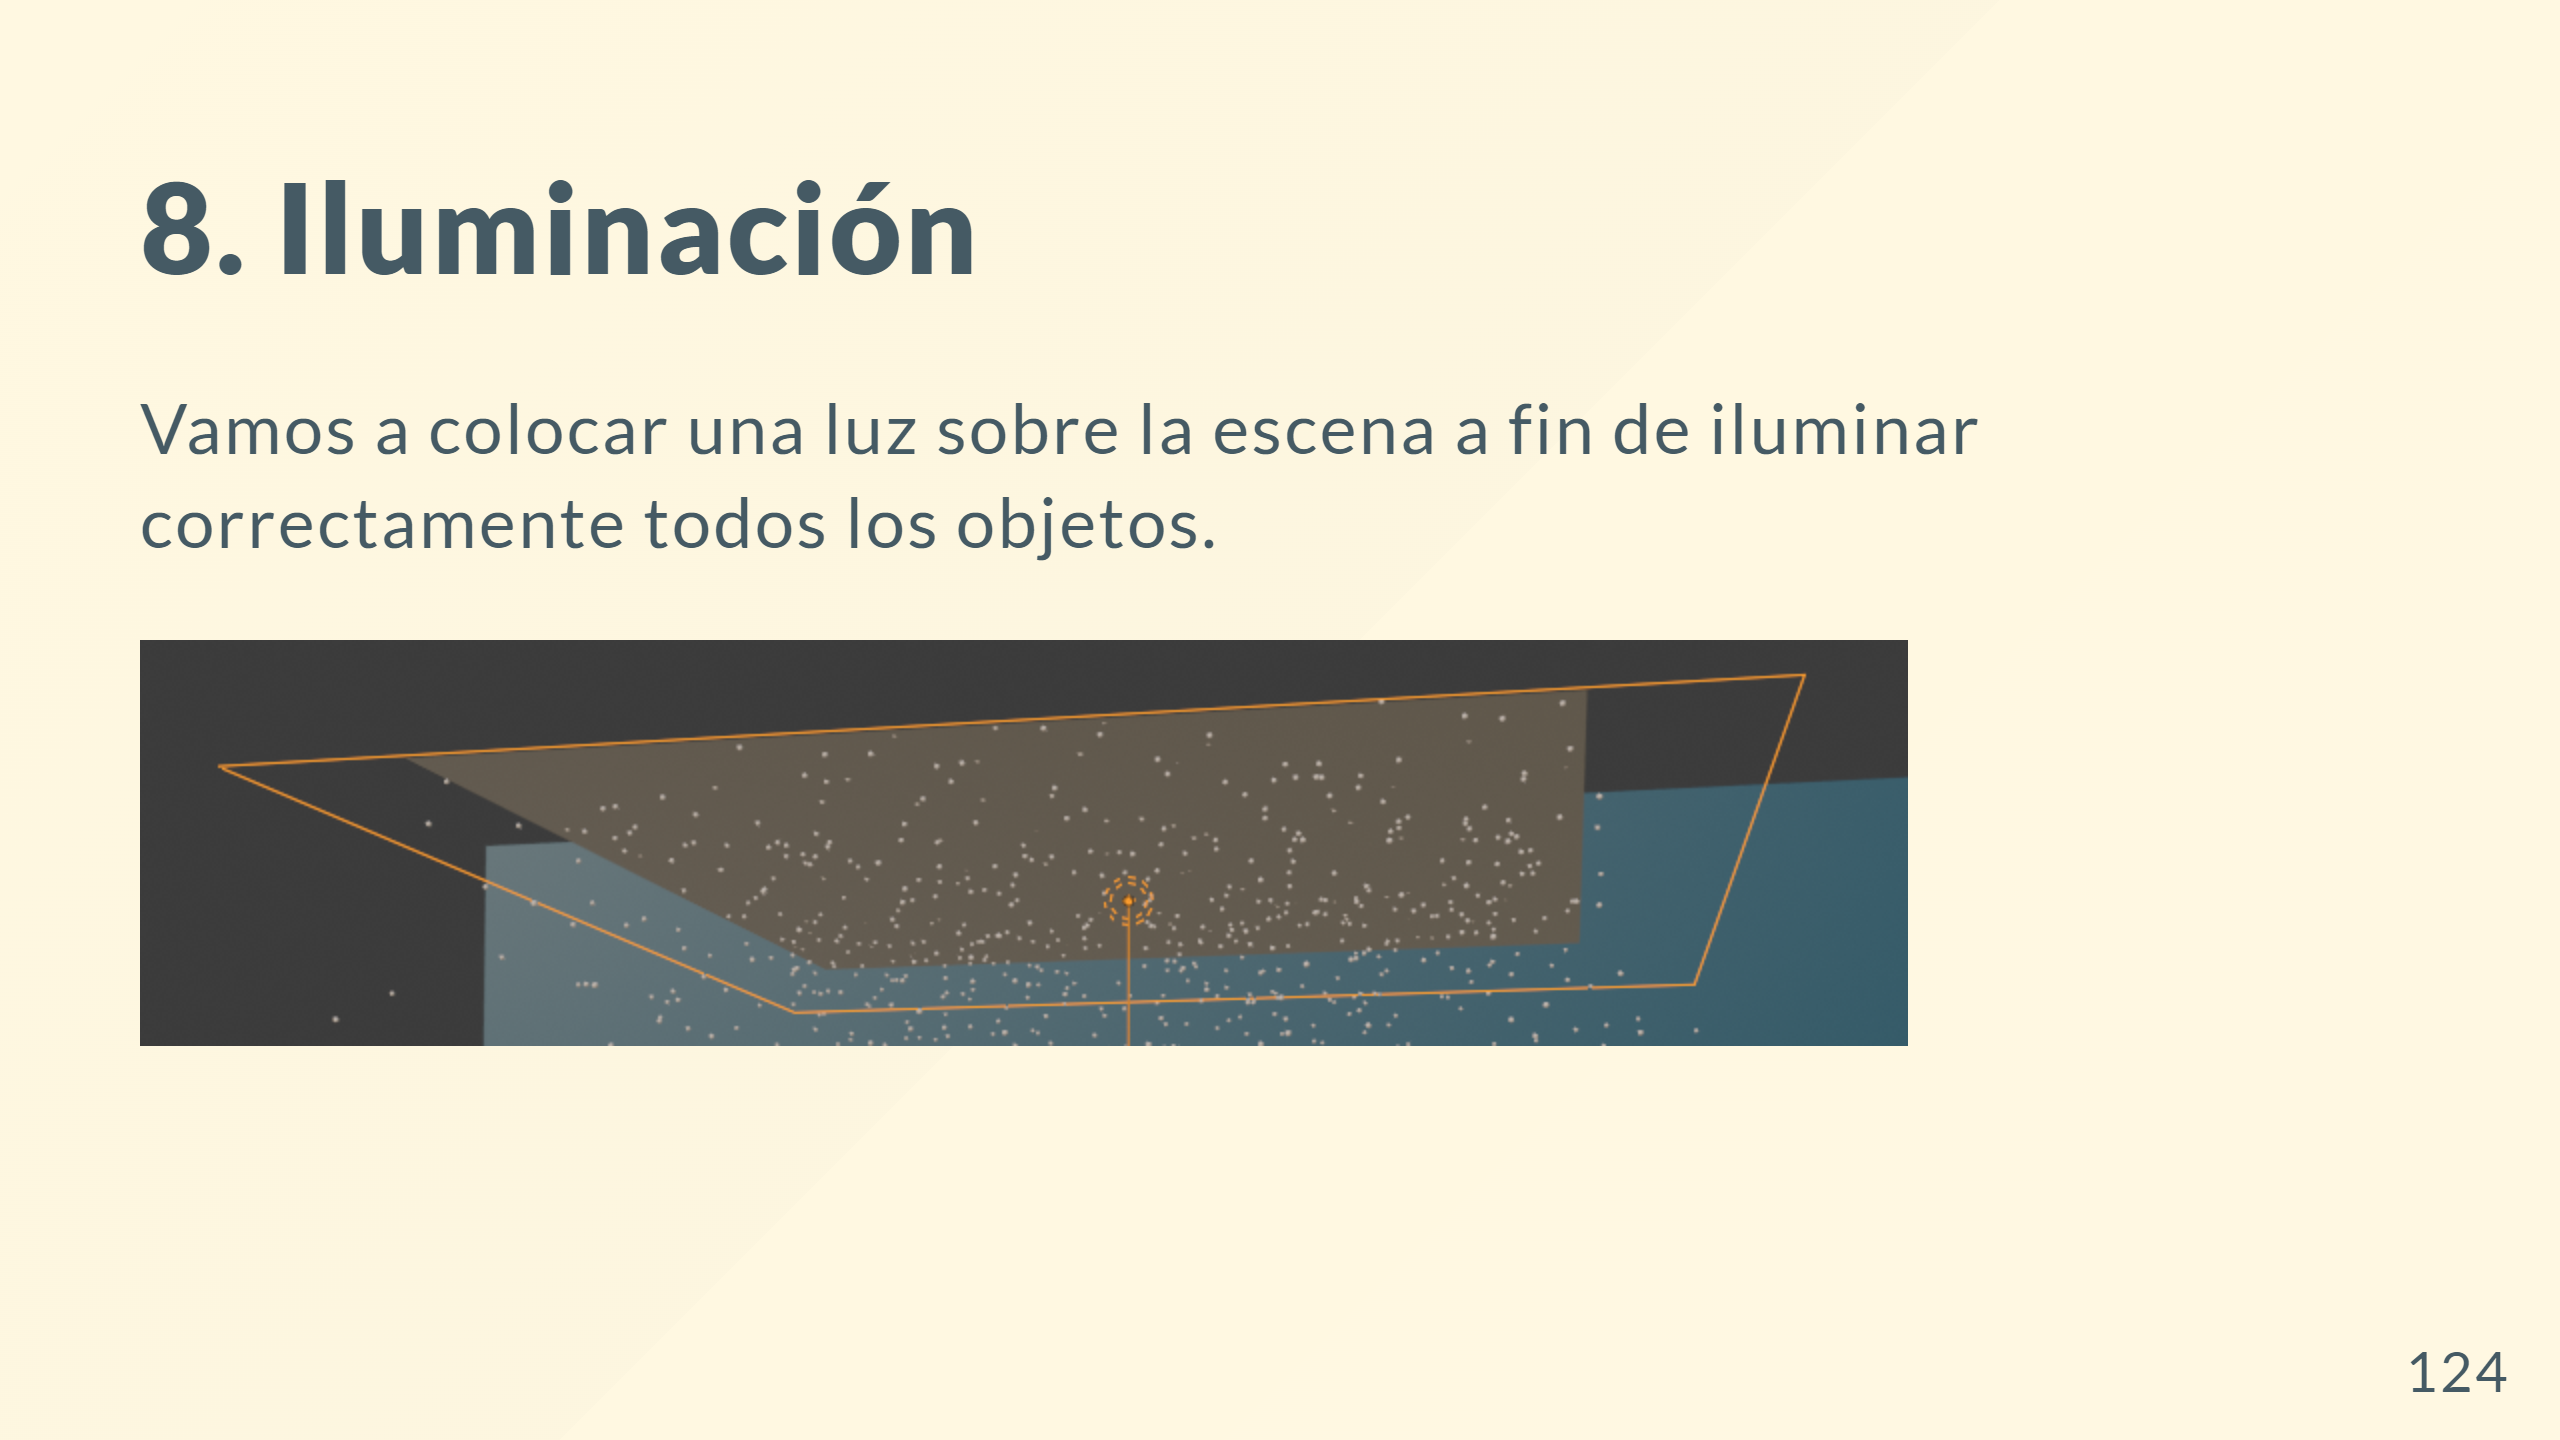 8. Iluminación
Vamos a colocar una luz sobre la escena a fin de iluminar
correctamente todos los objetos.
124